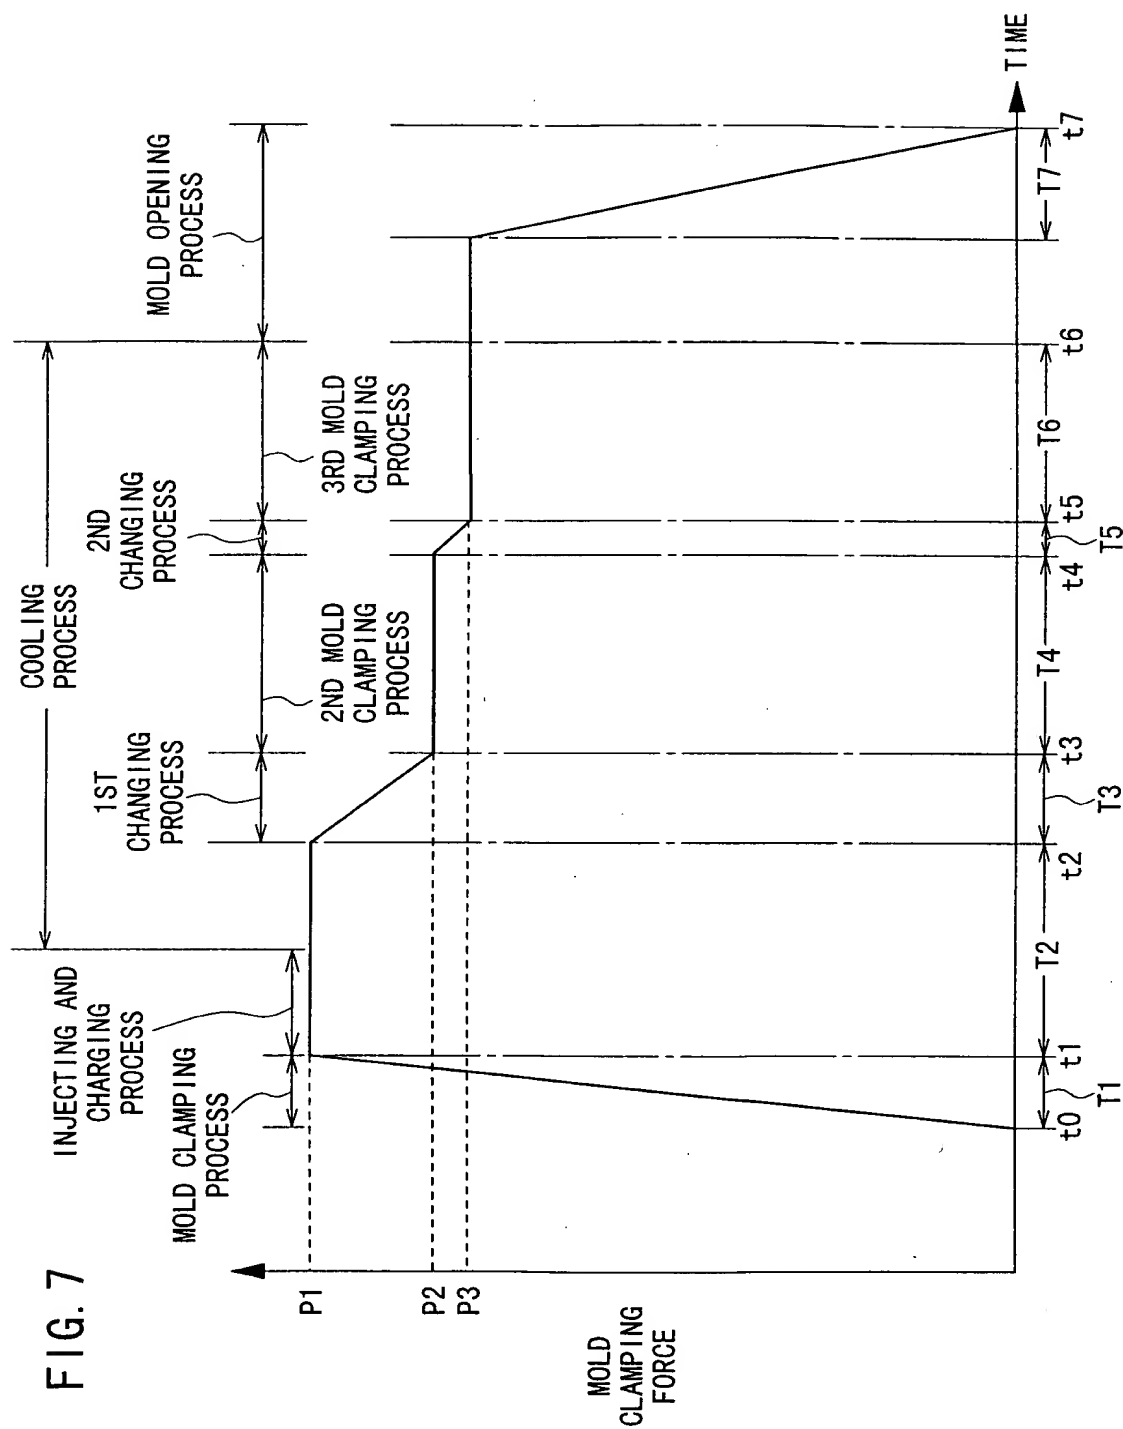 FIG. 7
COOLING
PROCESS
INJECTING AND
CHARGING
PROCESS
MOLD CLAMPING
PROCESS
1ST
CHANGING
PROCESS
2ND
CHANGING
PROCESS
MOLD OPENING
PROCESS
2ND MOLD
CLAMPING
PROCESS
3RD MOLD
CLAMPING
PROCESS
P1
P2
P3
MOLD
CLAMPING
FORCE
TIME
T1
T2
T3
T4
T5
T6
T7
t0
t1
t2
t3
t4
t5
t6
t7